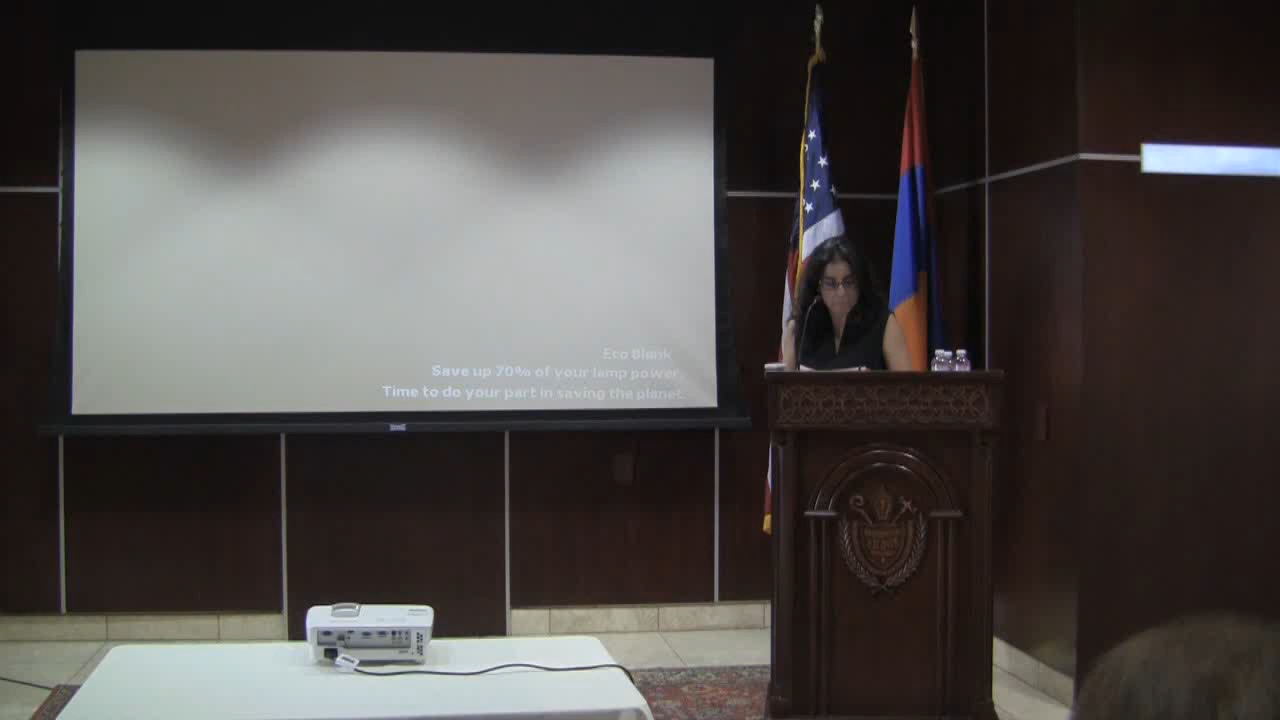 Eco Blank
Save up 70% of your lamp power.
Time to do your part in saving the planet.